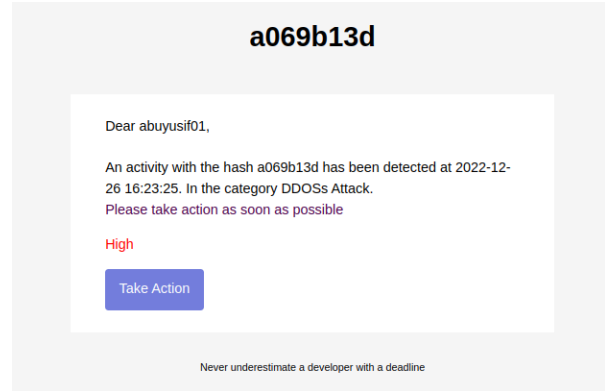 a069b13d
Dear abuyusif01,
An activity with the hash a069b13d has been detected at 2022-12-
26 16:23:25. In the category DDOSs Attack.
Please take action as soon as possible
High
Take Action
Never underestimate a developer with a deadline